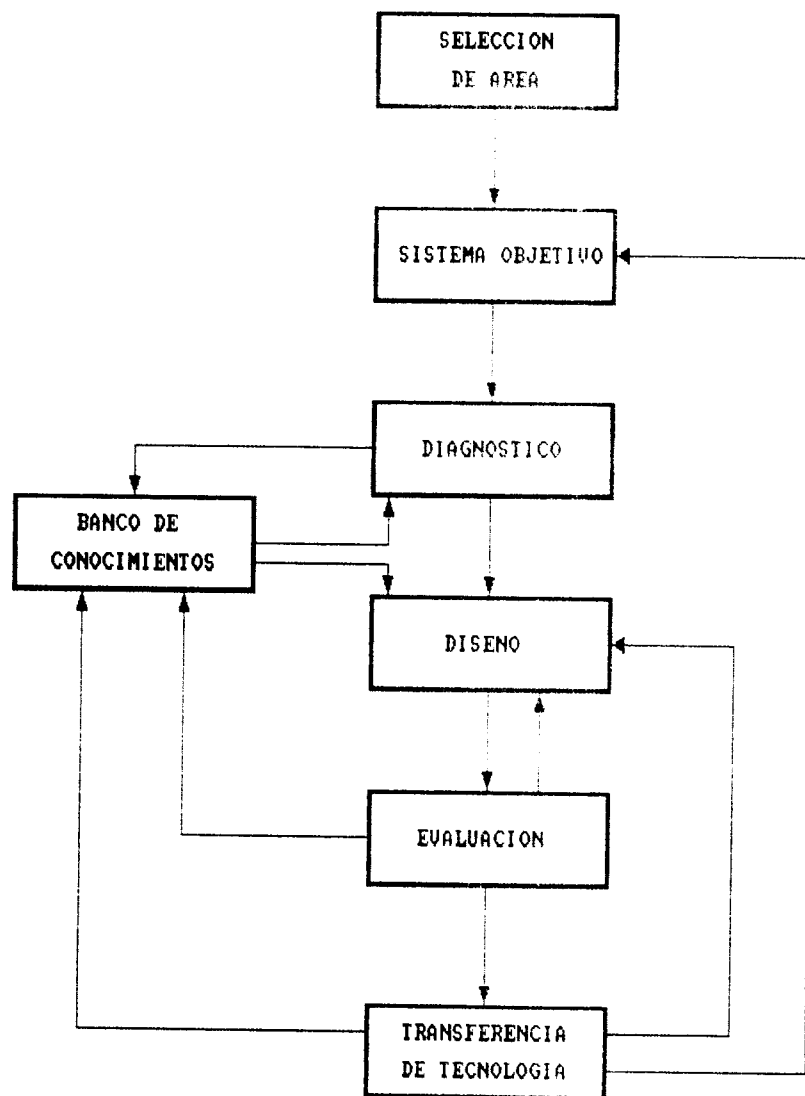 SELECCION
DE AREA
SISTEMA OBJETIVO
DIAGNOSTICO
BANCO DE
CONOCIMIENTOS
DISENO
EVALUACION
TRANSFERENCIA
DE TECNOLOGIA